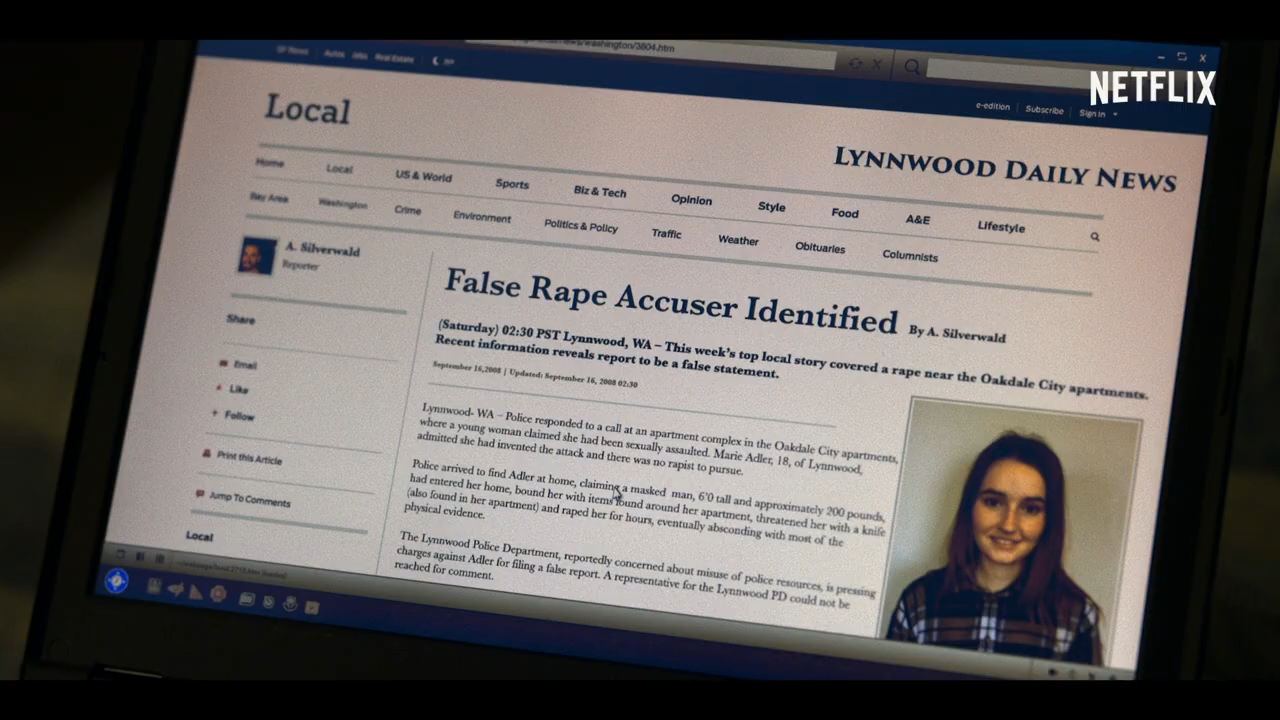 washington/3804.htm
SF News | Autos Jobs Real Estate
e-edition | Subscribe | Sign In
NETFLIX
Local
LYNNWOOD DAILY NEWS
Home Local US & World Sports Biz & Tech Opinion Style Food A&E Lifestyle
Bay Area Washington Crime Environment Politics & Policy Traffic Weather Obituaries Columnists
A. Silverwald
Reporter
Share
Email
Like
Follow
Print this Article
Jump To Comments
Local
False Rape Accuser Identified By A. Silverwald
(Saturday) 02:30 PST Lynnwood, WA – This week's top local story covered a rape near the Oakdale City apartments.
Recent information reveals report to be a false statement.
September 16,2008 | Updated: September 16, 2008 02:30
Lynnwood- WA – Police responded to a call at an apartment complex in the Oakdale City apartments,
where a young woman claimed she had been sexually assaulted. Marie Adler, 18, of Lynnwood,
admitted she had invented the attack and there was no rapist to pursue.
Police arrived to find Adler at home, claiming a masked man, 6'0 tall and approximately 200 pounds,
had entered her home, bound her with items found around her apartment, threatened her with a knife
(also found in her apartment) and raped her for hours, eventually absconding with most of the
physical evidence.
The Lynnwood Police Department, reportedly concerned about misuse of police resources, is pressing
charges against Adler for filing a false report. A representative for the Lynnwood PD could not be
reached for comment.